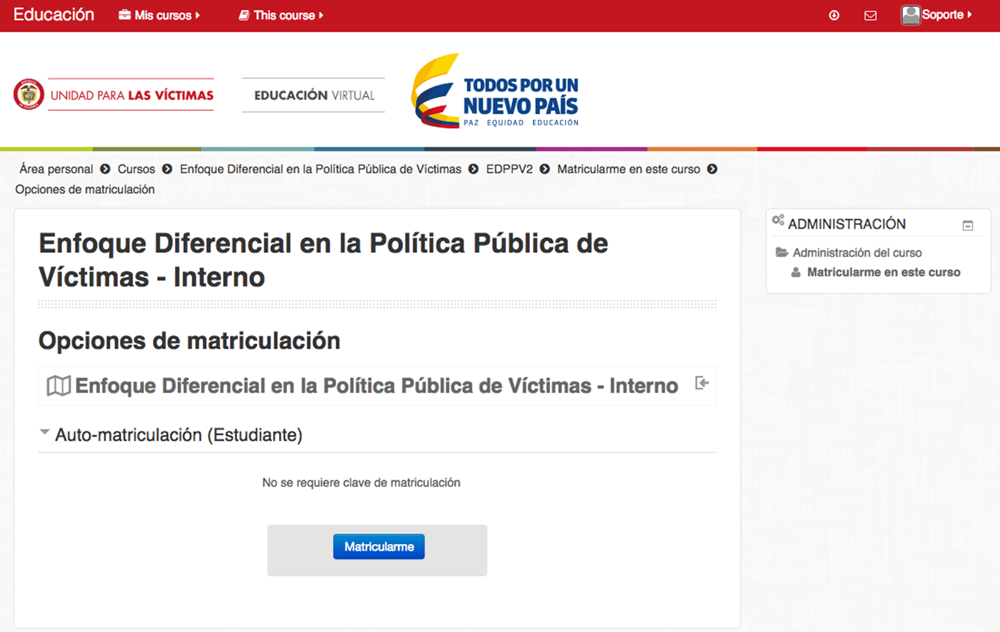 Educación Mis cursos This course Soporte
UNIDAD PARA LAS VÍCTIMAS
EDUCACIÓN VIRTUAL
TODOS POR UN
NUEVO PAÍS
PAZ EQUIDAD EDUCACIÓN
Área personal Cursos Enfoque Diferencial en la Política Pública de Víctimas EDPPV2 Matricularme en este curso
Opciones de matriculación
Enfoque Diferencial en la Política Pública de
Víctimas - Interno
Opciones de matriculación
Enfoque Diferencial en la Política Pública de Víctimas - Interno
Auto-matriculación (Estudiante)
No se requiere clave de matriculación
Matricularme
ADMINISTRACIÓN
Administración del curso
Matricularme en este curso